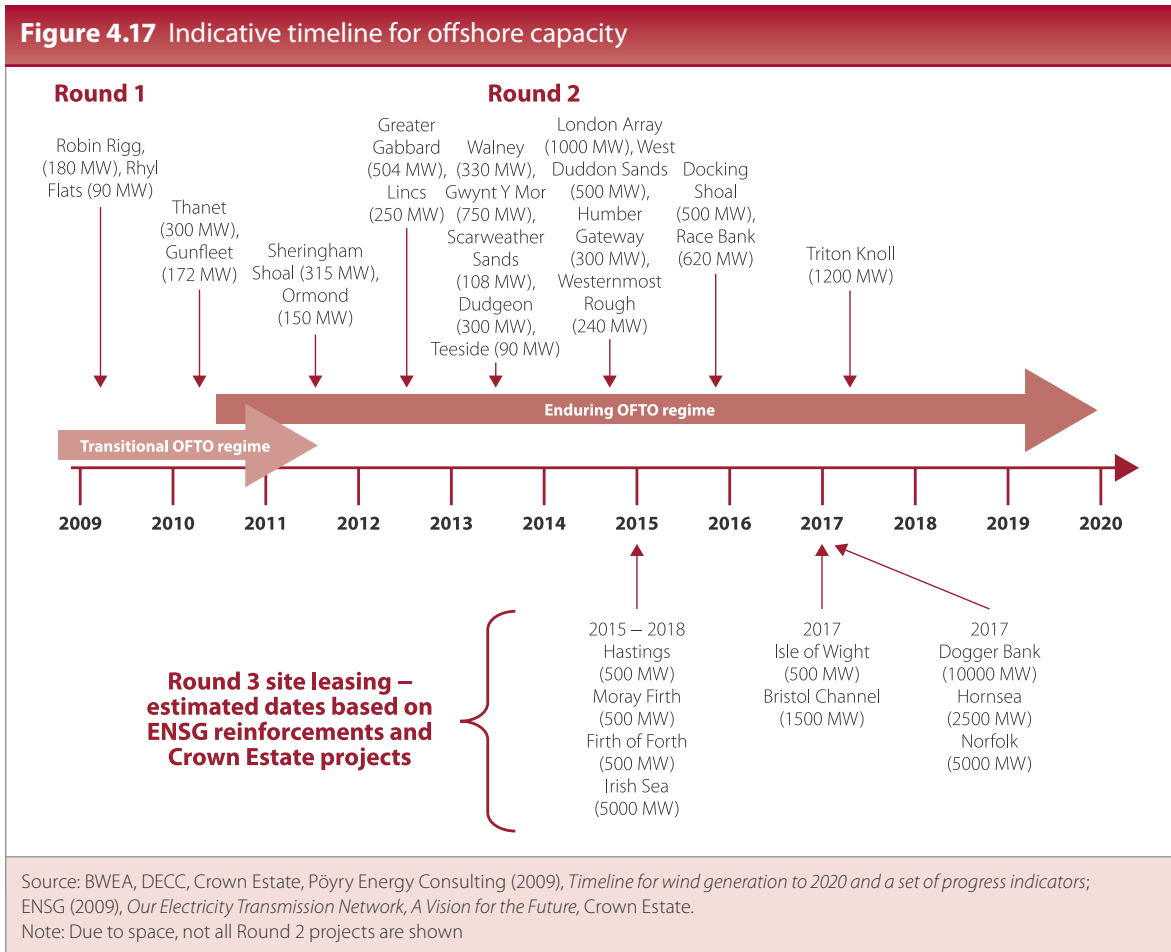 Figure 4.17 Indicative timeline for offshore capacity
Round 1
Robin Rigg,
(180 MW), Rhyl
Flats (90 MW)
Thanet
(300 MW),
Gunfleet
(172 MW)
Sheringham
Shoal (315 MW),
Ormond
(150 MW)
Round 2
Greater
Gabbard
(504 MW),
Lincs
(250 MW)
Walney
(330 MW),
Gwynt Y Mor
(750 MW),
Scarweather
Sands
(108 MW),
Dudgeon
(300 MW),
Teeside (90 MW)
London Array
(1000 MW), West
Duddon Sands
(500 MW),
Humber
Gateway
(300 MW),
Westernmost
Rough
(240 MW)
Docking
Shoal
(500 MW),
Race Bank
(620 MW)
Triton Knoll
(1200 MW)
Enduring OFTO regime
Transitional OFTO regime
2009 2010 2011 2012 2013 2014 2015 2016 2017 2018 2019 2020
Round 3 site leasing –
estimated dates based on
ENSG reinforcements and
Crown Estate projects
2015 – 2018
Hastings
(500 MW)
Moray Firth
(500 MW)
Firth of Forth
(500 MW)
Irish Sea
(5000 MW)
2017
Isle of Wight
(500 MW)
Bristol Channel
(1500 MW)
2017
Dogger Bank
(10000 MW)
Hornsea
(2500 MW)
Norfolk
(5000 MW)
Source: BWEA, DECC, Crown Estate, Pöyry Energy Consulting (2009), Timeline for wind generation to 2020 and a set of progress indicators;
ENSG (2009), Our Electricity Transmission Network, A Vision for the Future, Crown Estate.
Note: Due to space, not all Round 2 projects are shown